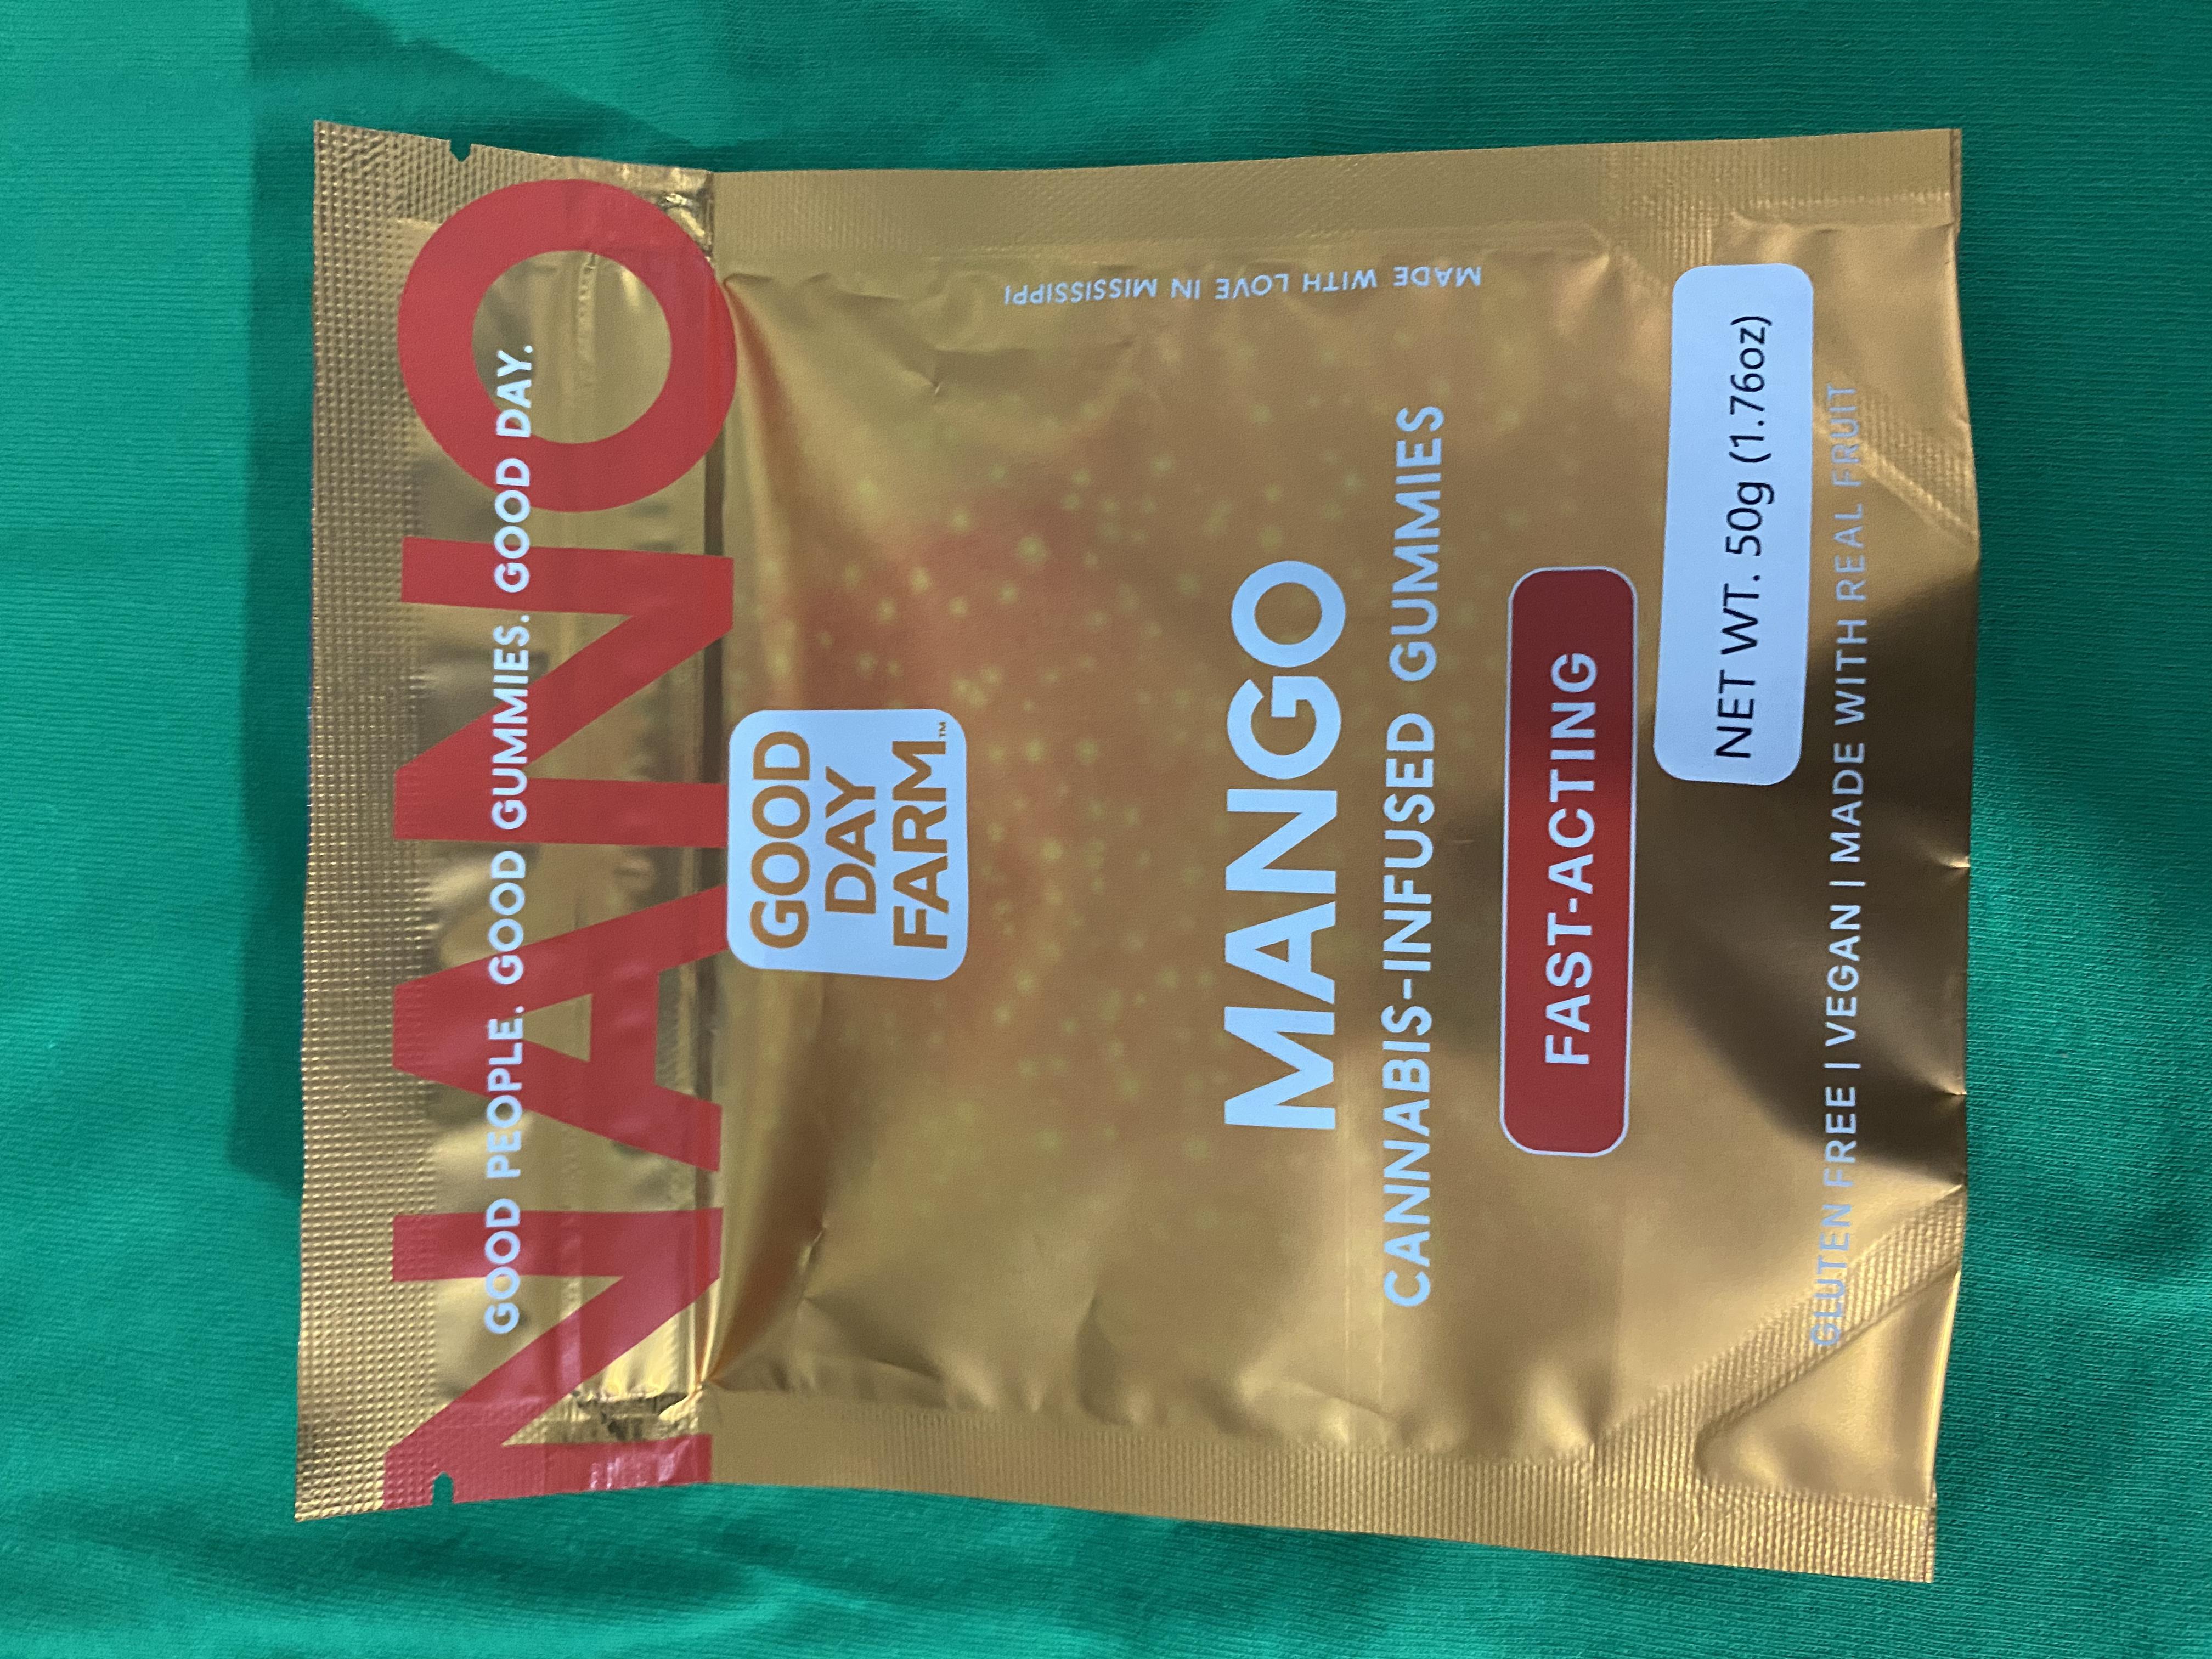 NANO
GOOD PEOPLE. GOOD GUMMIES. GOOD DAY.
GOOD
DAY
FARM™
MANGO
CANNABIS-INFUSED GUMMIES
FAST-ACTING
NET WT. 50g (1.76oz)
GLUTEN FREE | VEGAN | MADE WITH REAL FRUIT
MADE WITH LOVE IN MISSISSIPPI